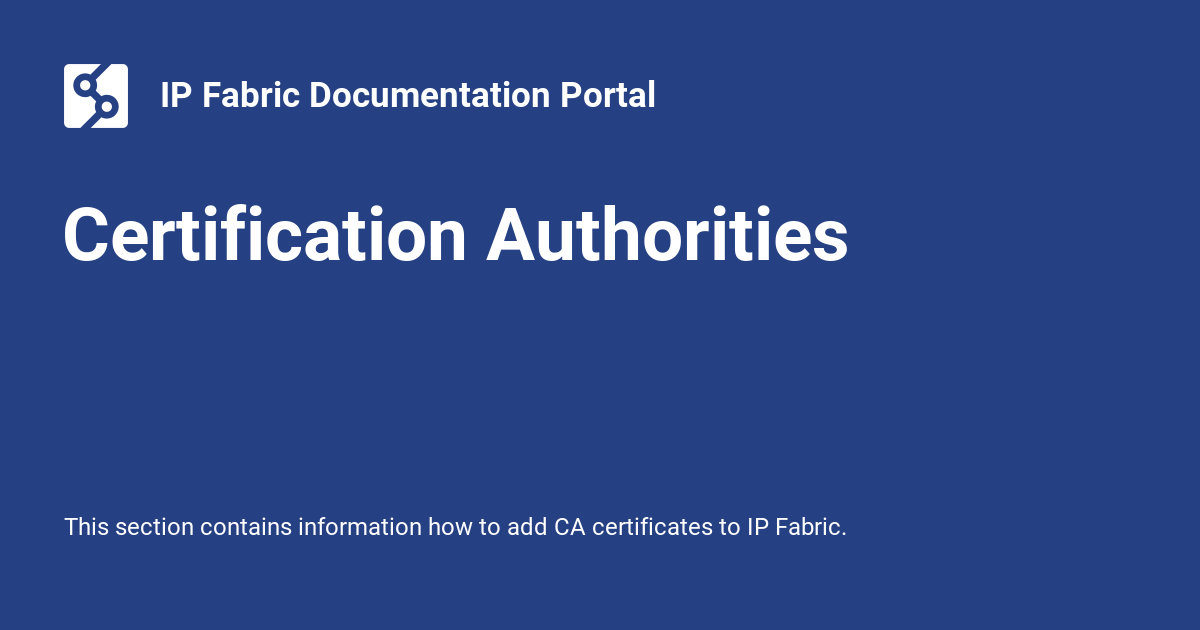 IP Fabric Documentation Portal
Certification Authorities
This section contains information how to add CA certificates to IP Fabric.